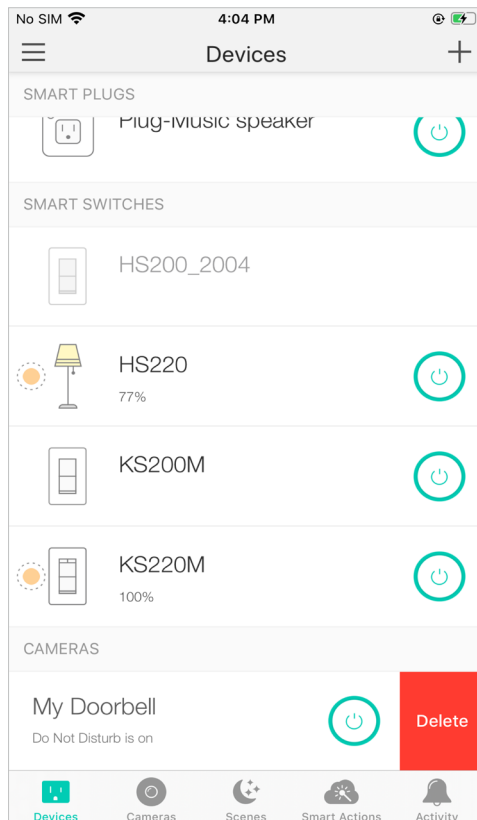 No SIM 4:04 PM
Devices
SMART PLUGS
Plug-Music speaker
SMART SWITCHES
HS200_2004
HS220
77%
KS200M
KS220M
100%
CAMERAS
My Doorbell
Do Not Disturb is on
Delete
Devices Cameras Scenes Smart Actions Activity